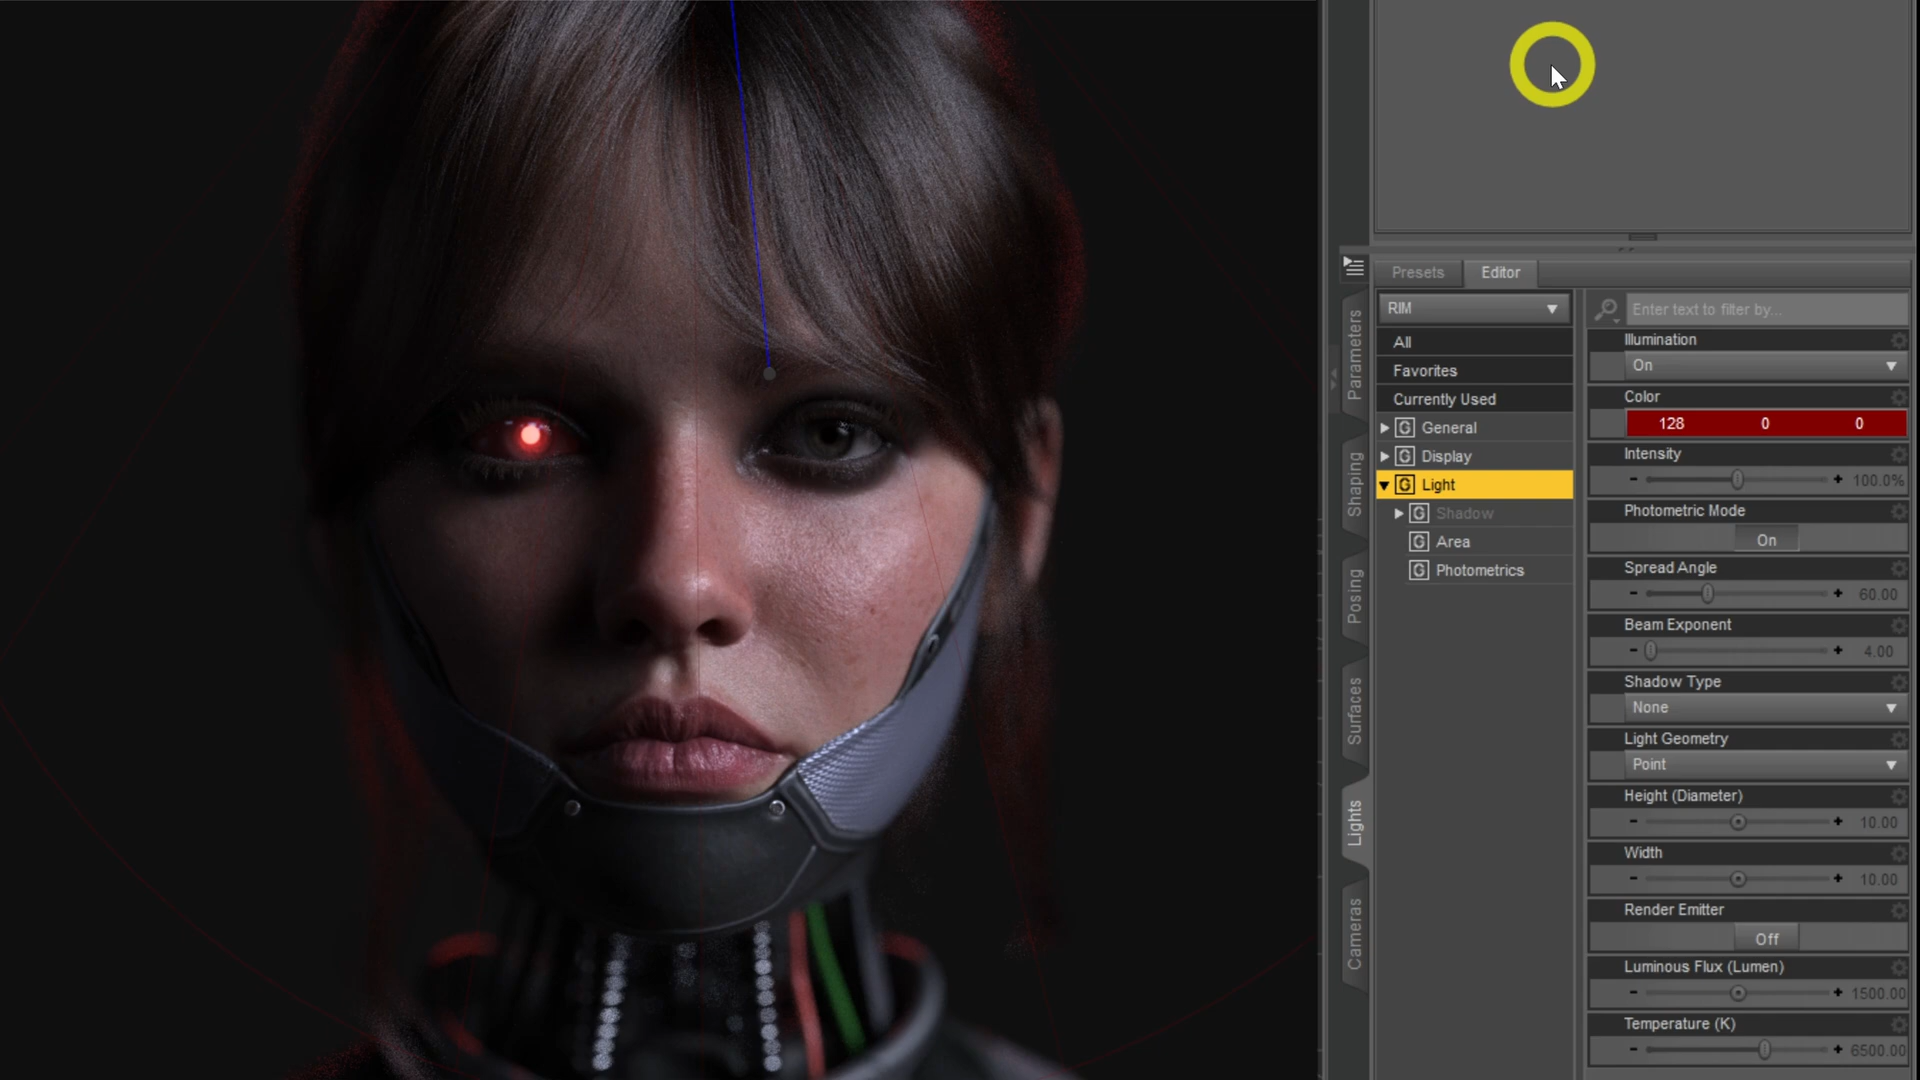 Presets
Editor
Parameters
Shaping
Posing
Surfaces
Lights
Cameras
RIM
All
Favorites
Currently Used
G General
G Display
G Light
G Shadow
G Area
G Photometrics
Enter text to filter by...
Illumination
On
Color
128 0 0
Intensity
- + 100.0%
Photometric Mode
On
Spread Angle
- + 60.00
Beam Exponent
- + 4.00
Shadow Type
None
Light Geometry
Point
Height (Diameter)
- + 10.00
Width
- + 10.00
Render Emitter
Off
Luminous Flux (Lumen)
- + 1500.00
Temperature (K)
- + 6500.00